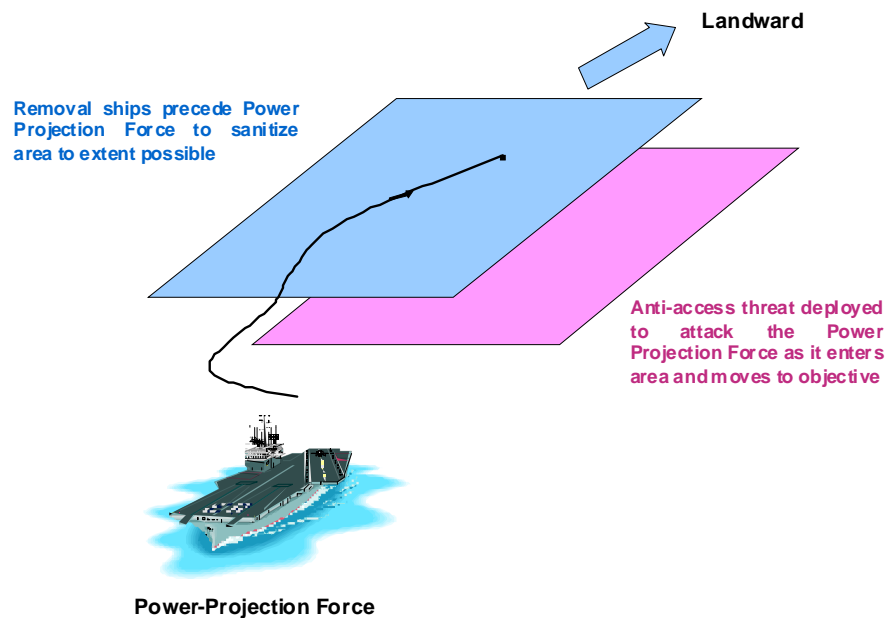 Landward
Removal ships precede Power
Projection Force to sanitize
area to extent possible
Anti-access threat deployed
to attack the Power
Projection Force as it enters
area and moves to objective
Power-Projection Force